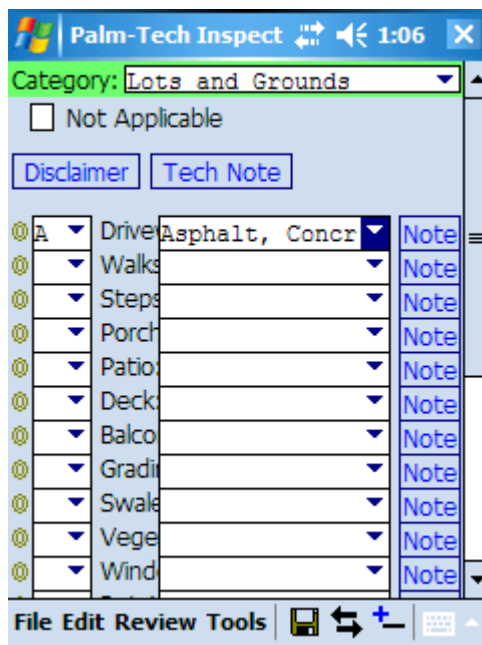 Palm-Tech Inspect 1:06
Category: Lots and Grounds
Not Applicable
Disclaimer Tech Note
A Drivew Asphalt, Concr Note
Walks Note
Steps Note
Porch Note
Patio: Note
Deck: Note
Balco Note
Gradi Note
Swale Note
Vege Note
Wind Note
File Edit Review Tools